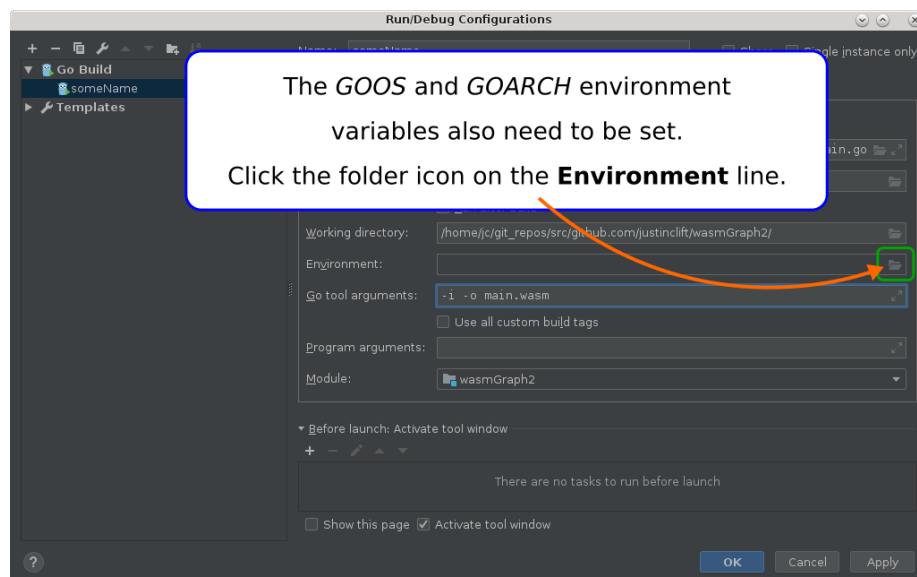 Run/Debug Configurations
Go Build
someName
Templates
The GOOS and GOARCH environment
variables also need to be set.
Click the folder icon on the Environment line.
instance only
ain.go
Working directory: /home/jc/git_repos/src/github.com/justinclift/wasmGraph2/
Environment:
Go tool arguments: -i -o main.wasm
Use all custom build tags
Program arguments:
Module: wasmGraph2
Before launch: Activate tool window
There are no tasks to run before launch
Show this page Activate tool window
? OK Cancel Apply